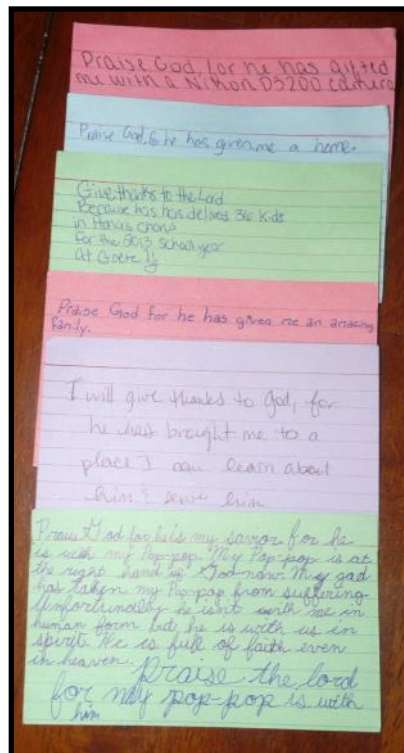 Praise God, for he has gifted
me with a Nikon D5200 camera
Praise God, for he has given me a home.
Give thanks to the Lord
Because has has delived 36 kids
in Honors chorus
For the 2013 school year
at Goere
Praise God for he has given me an amazing
family.
I will give thanks to God, for
he has brought me to a
place I can learn about
him & serve him
Praise God for he's my savior for he
is with my Pop-pop. My Pop-pop is at
the right hand of God now. My god
has taken my Pop-pop from suffering
Unfortunatly he isnt with me in
human form but he is with us in
spirit. He is full of faith even
in heaven.
praise the lord
for my pop-pop is with
him